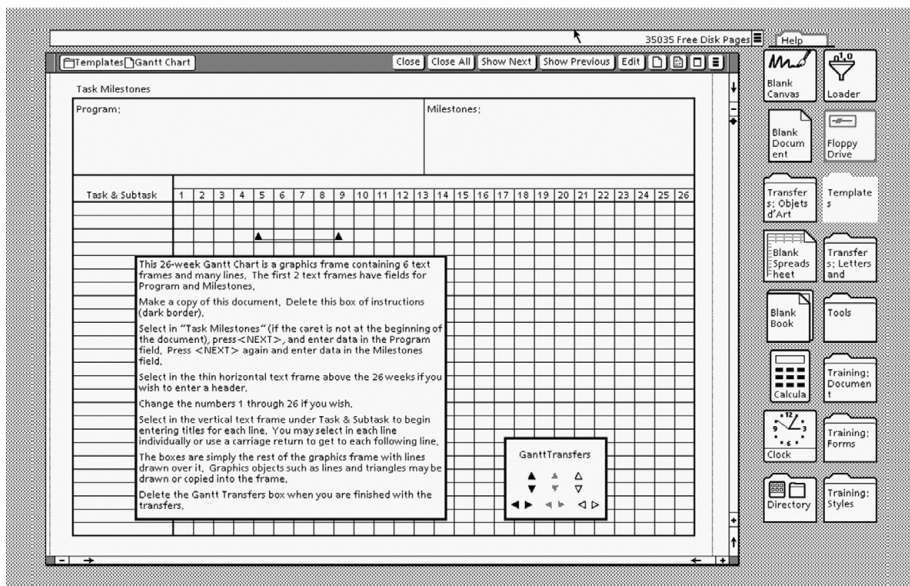 35035 Free Disk Pages
Help
Templates Gantt Chart
Close Close All Show Next Show Previous Edit
Task Milestones
Program:
Milestones:
Task & Subtask
1 2 3 4 5 6 7 8 9 10 11 12 13 14 15 16 17 18 19 20 21 22 23 24 25 26
This 26-week Gantt Chart is a graphics frame containing 6 text
frames and many lines. The first 2 text frames have fields for
Program and Milestones.
Make a copy of this document. Delete this box of instructions
(dark border).
Select in "Task Milestones" (if the caret is not at the beginning of
the document), press <NEXT>, and enter data in the Program
field. Press <NEXT> again and enter data in the Milestones
field.
Select in the thin horizontal text frame above the 26 weeks if you
wish to enter a header.
Change the numbers 1 through 26 if you wish.
Select in the vertical text frame under Task & Subtask to begin
entering titles for each line. You may select in each line
individually or use a carriage return to get to each following line.
The boxes are simply the rest of the graphics frame with lines
drawn over it. Graphics objects such as lines and triangles may be
drawn or copied into the frame.
Delete the Gantt Transfers box when you are finished with the
transfers.
GanttTransfers
Blank
Canvas
Loader
Blank
Docum
ent
Floppy
Drive
Transfer
s: Objets
d'Art
Template
s
Blank
Spreads
heet
Transfer
s: Letters
and
Blank
Book
Tools
Calcula
Training:
Documen
t
12
3
6
9
Clock
Training:
Forms
Directory
Training:
Styles